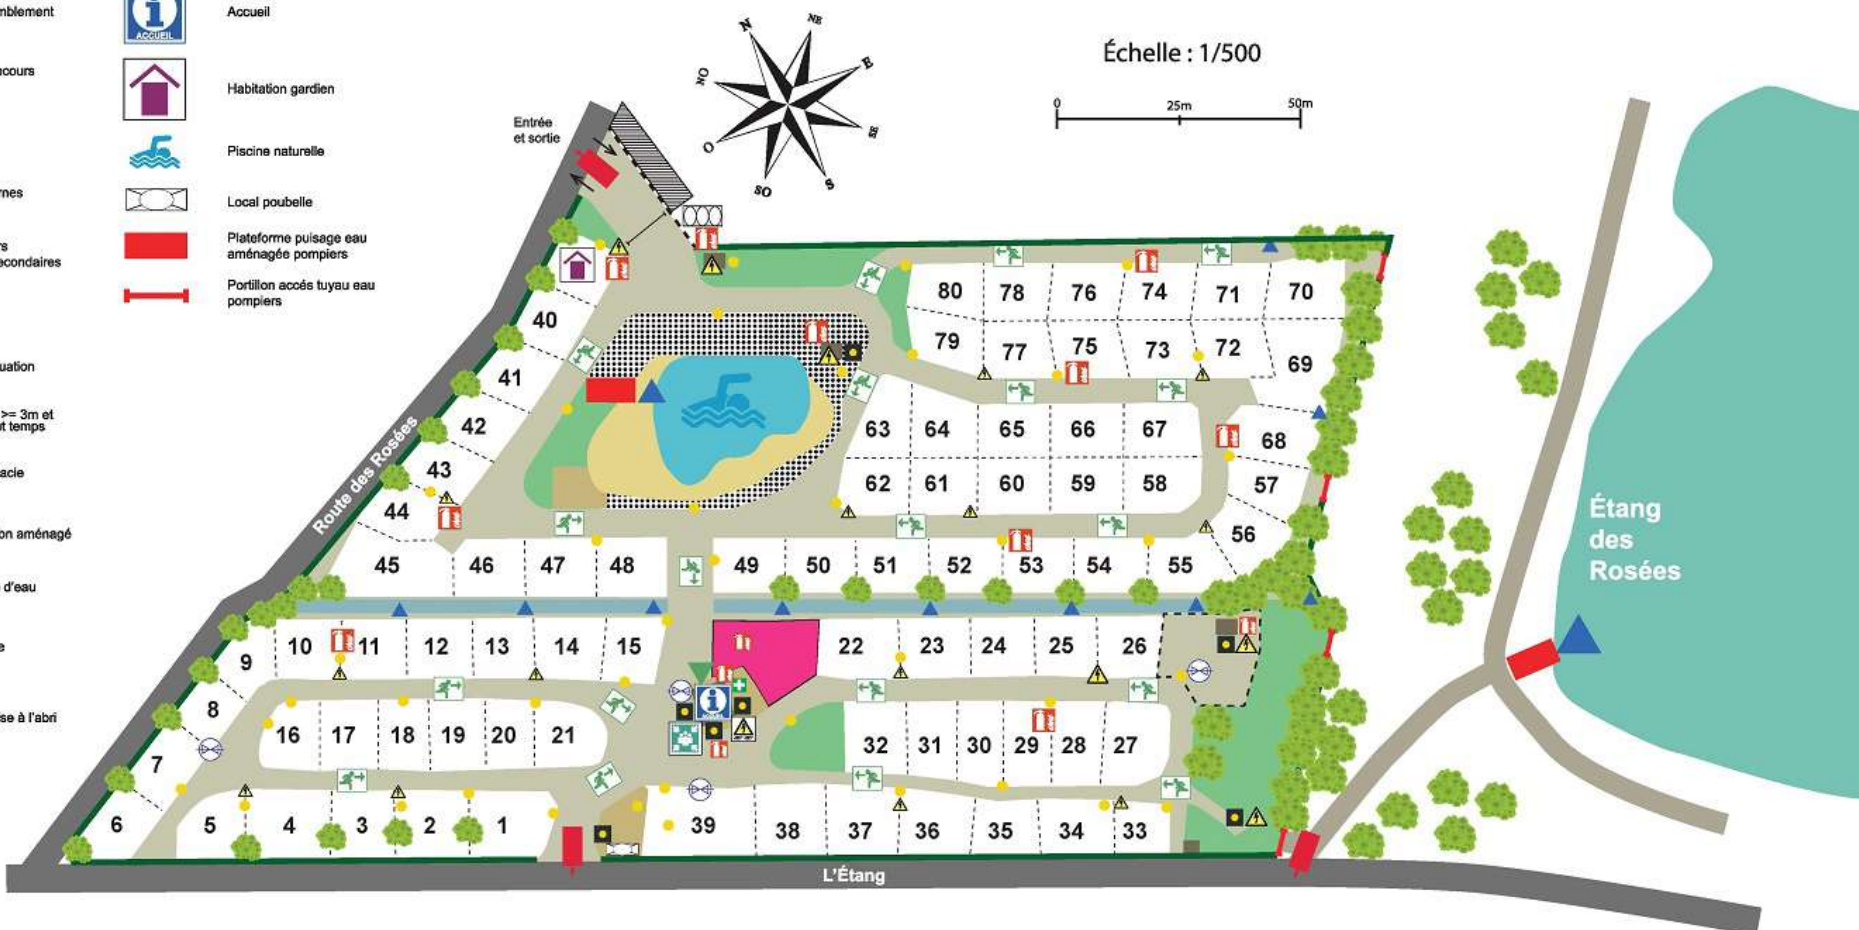 mblement
Accueil
ACCUEIL
ncours
Habitation gardien
Piscine naturelle
rnes
Local poubelle
rs
econdaires
Plateforme puisage eau
aménagée pompiers
Portillon accés tuyau eau
pompiers
uation
>= 3m et
t temps
acie
on aménagé
d'eau
e
se à l'abri
Entrée
et sortie
N
NE
E
SE
S
SO
O
NO
Échelle : 1/500
0
25m
50m
80 78 76 74 71 70
79 77 75 73 72 69
40
41
42
43
44
63 64 65 66 67 68
62 61 60 59 58 57
56
45 46 47 48 49 50 51 52 53 54 55
10 11 12 13 14 15 22 23 24 25 26
9
8
7
6
16 17 18 19 20 21 32 31 30 29 28 27
ACCUEIL
5 4 3 2 1 39 38 37 36 35 34 33
Route des Rosées
L'Étang
Étang
des
Rosées